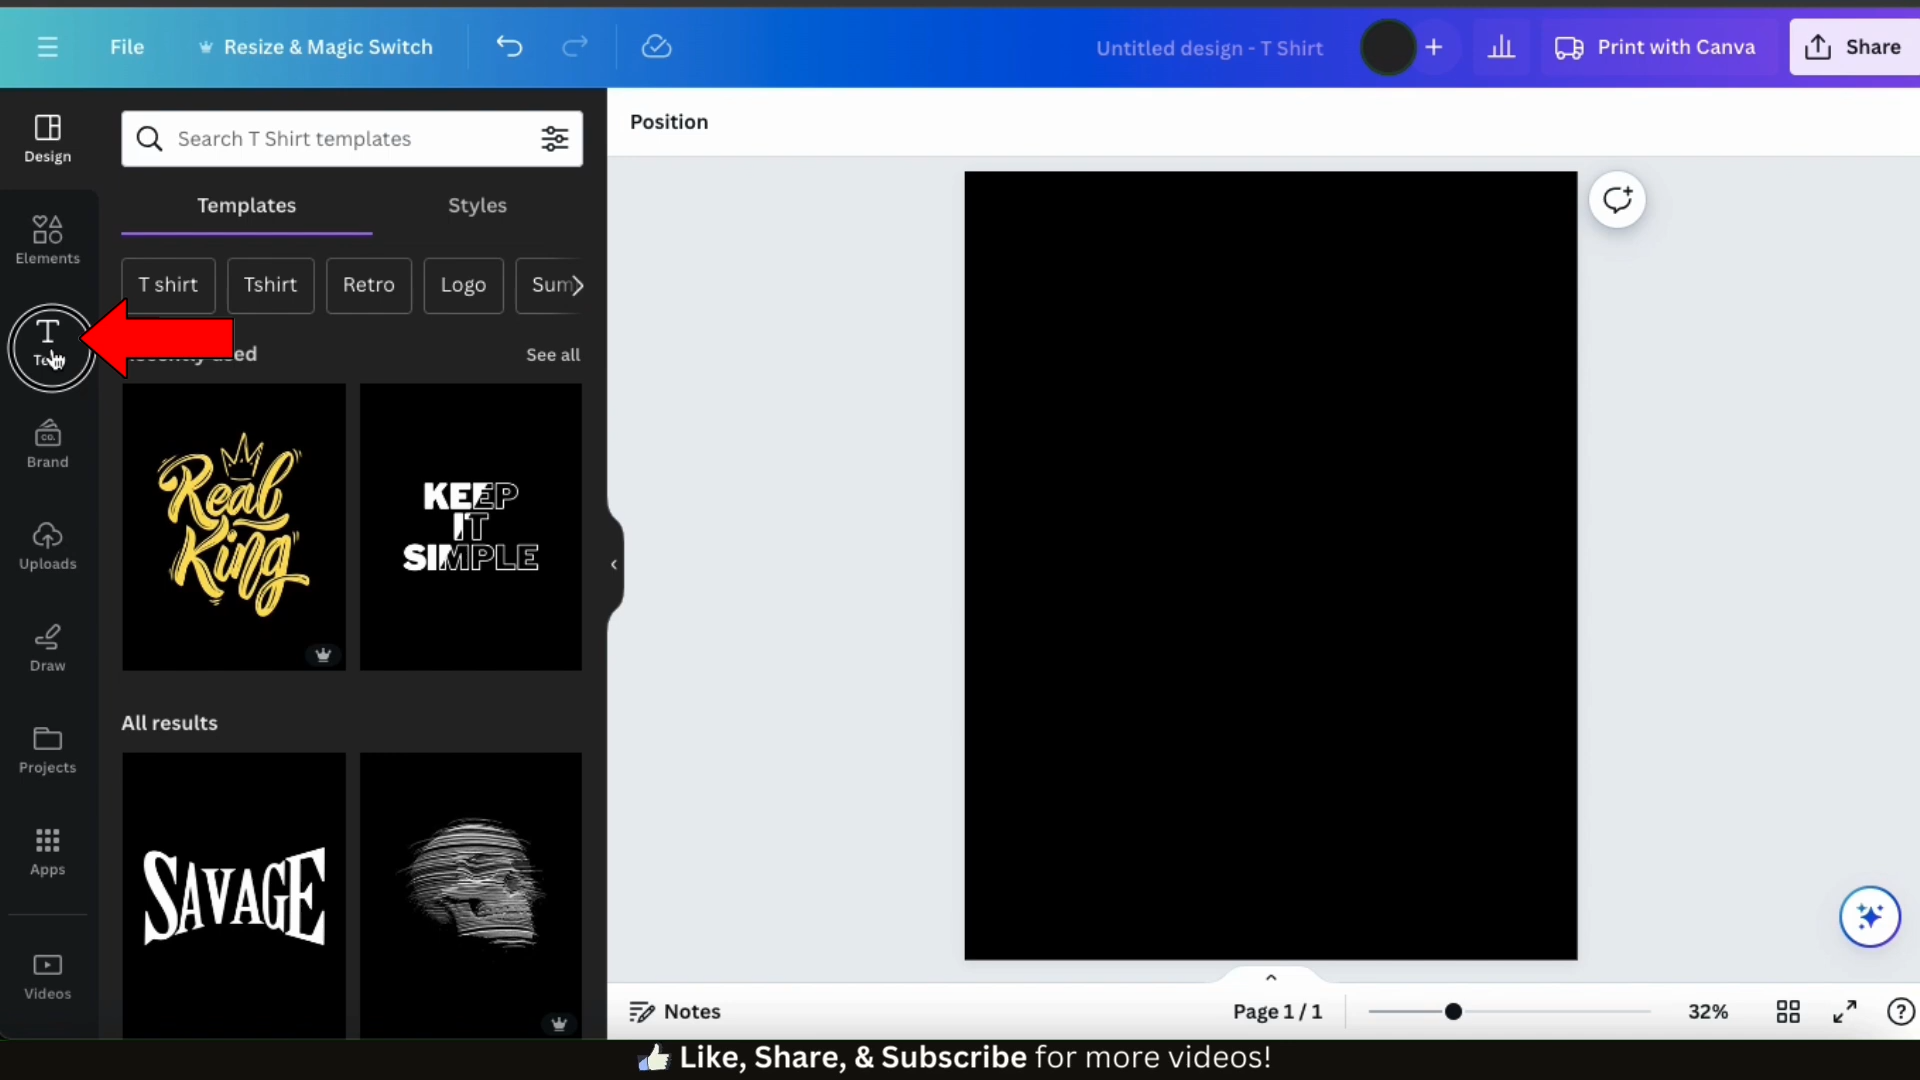 File
Resize & Magic Switch
Untitled design - T Shirt
Print with Canva
Share
Design
Elements
Brand
Uploads
Draw
Projects
Apps
Videos
Search T Shirt templates
Templates
Styles
T shirt
Tshirt
Retro
Logo
Sum
See all
Real
King
KEEP
IT
SIMPLE
All results
SAVAGE
Position
Notes
Page 1 / 1
32%
Like, Share, & Subscribe for more videos!